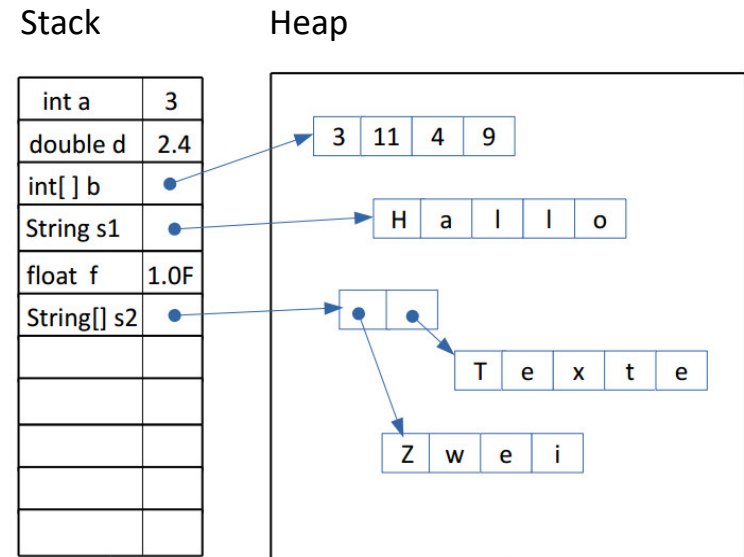 Stack Heap
int a 3
double d 2.4
int[ ] b
String s1
float f 1.0F
String[] s2
3 11 4 9
H a l l o
T e x t e
Z w e i